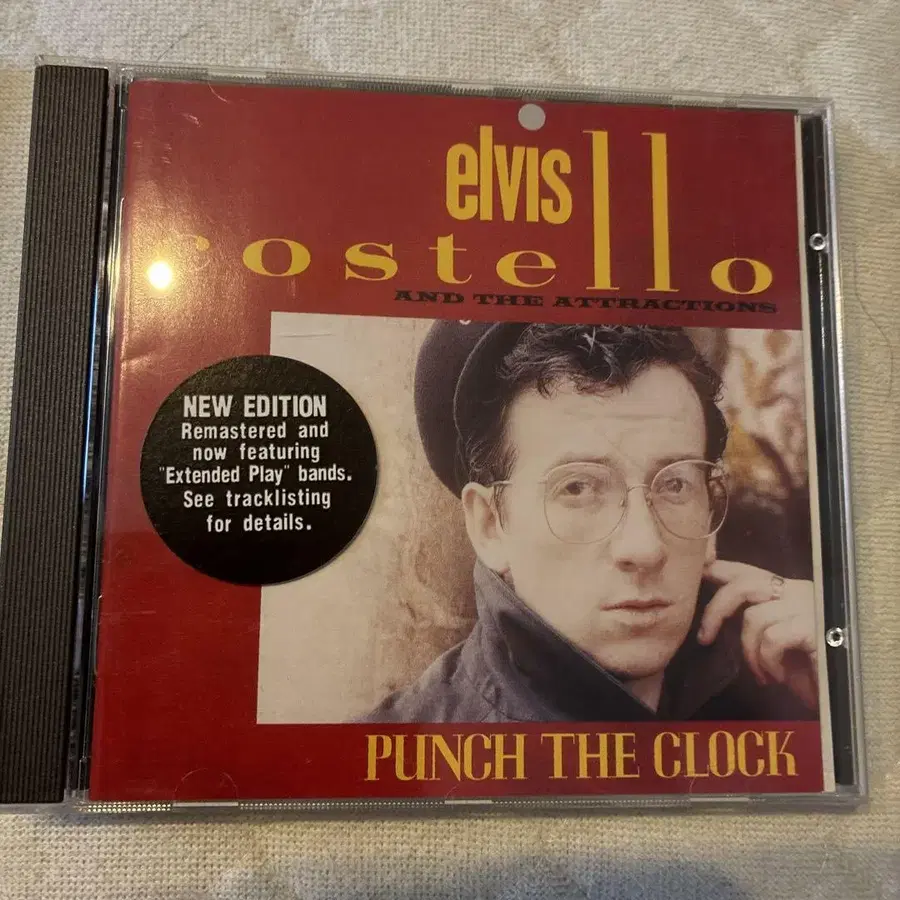 elvis
costello
AND THE ATTRACTIONS
NEW EDITION
Remastered and
now featuring
"Extended Play" bands.
See tracklisting
for details.
PUNCH THE CLOCK